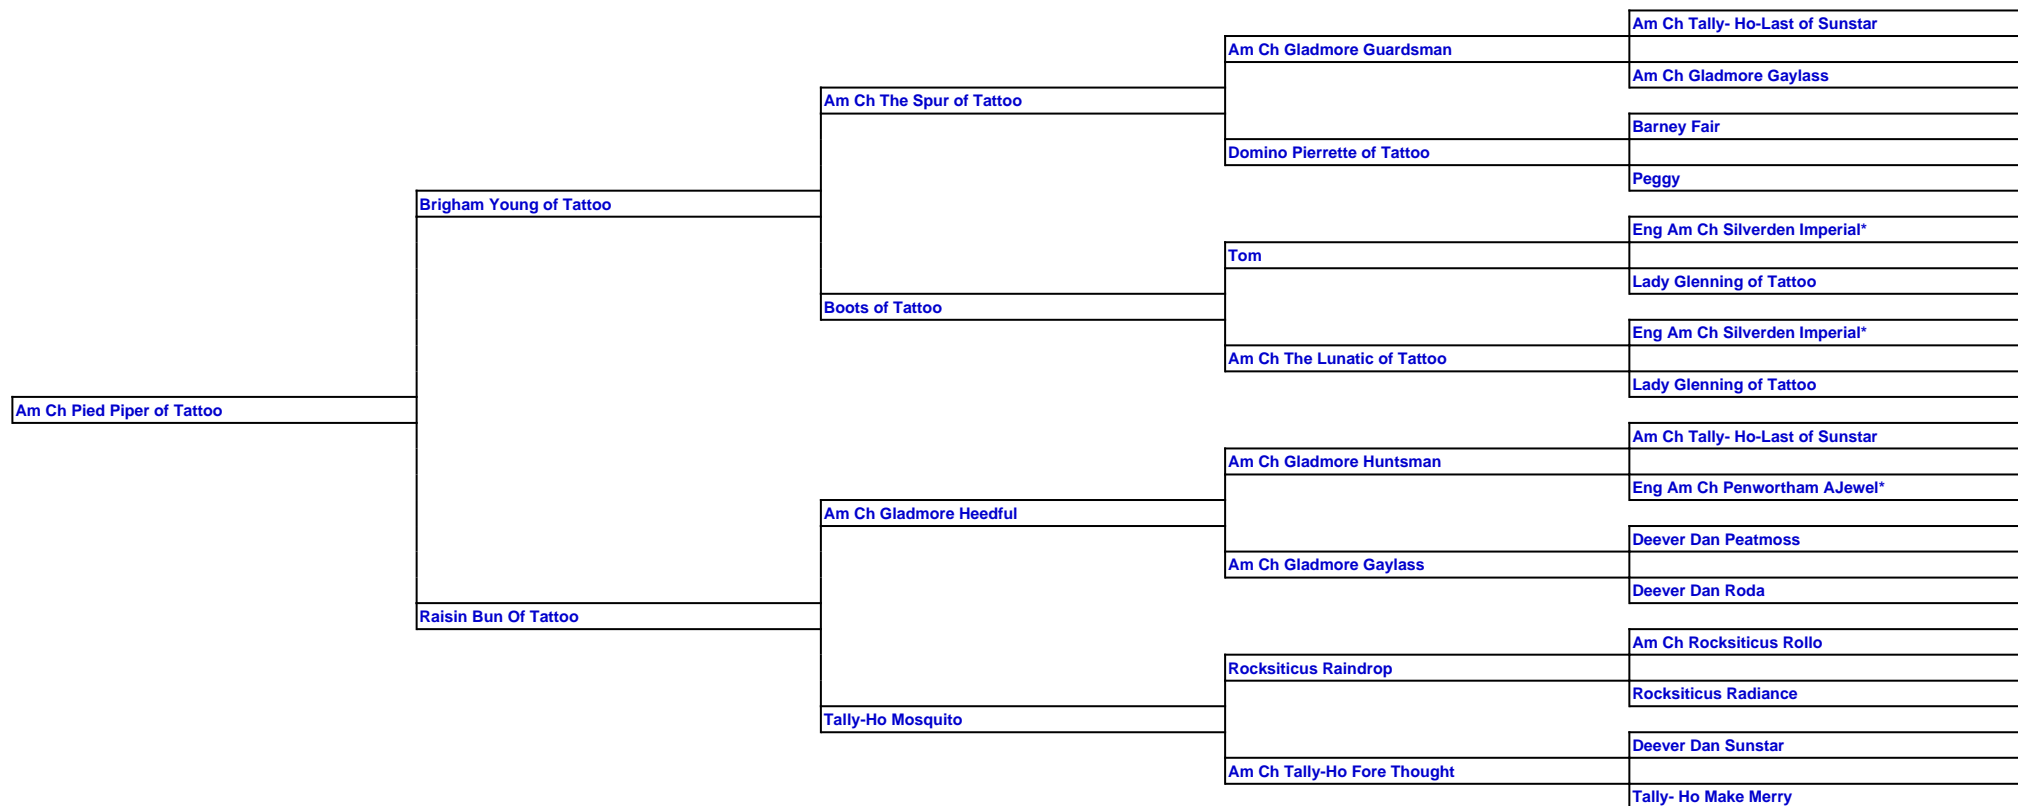 Am Ch Tally- Ho-Last of Sunstar
Am Ch Gladmore Guardsman
Am Ch Gladmore Gaylass
Am Ch The Spur of Tattoo
Barney Fair
Domino Pierrette of Tattoo
Peggy
Brigham Young of Tattoo
Eng Am Ch Silverden Imperial*
Tom
Lady Glenning of Tattoo
Boots of Tattoo
Eng Am Ch Silverden Imperial*
Am Ch The Lunatic of Tattoo
Lady Glenning of Tattoo
Am Ch Pied Piper of Tattoo
Am Ch Tally- Ho-Last of Sunstar
Am Ch Gladmore Huntsman
Eng Am Ch Penwortham AJewel*
Am Ch Gladmore Heedful
Deever Dan Peatmoss
Am Ch Gladmore Gaylass
Deever Dan Roda
Raisin Bun Of Tattoo
Am Ch Rocksiticus Rollo
Rocksiticus Raindrop
Rocksiticus Radiance
Tally-Ho Mosquito
Deever Dan Sunstar
Am Ch Tally-Ho Fore Thought
Tally- Ho Make Merry